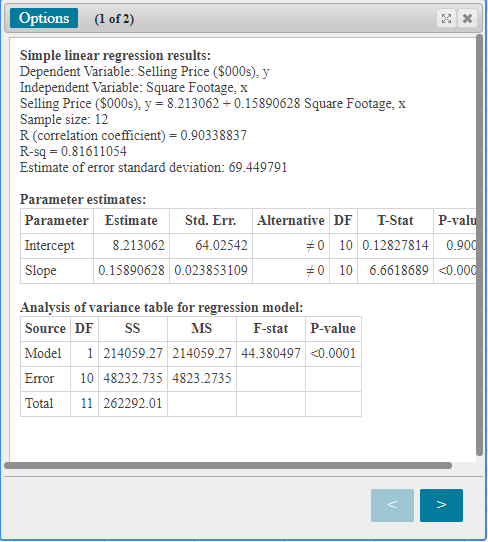 Options (1 of 2)
Simple linear regression results:
Dependent Variable: Selling Price ($000s), y
Independent Variable: Square Footage, x
Selling Price ($000s), y = 8.213062 + 0.15890628 Square Footage, x
Sample size: 12
R (correlation coefficient) = 0.90338837
R-sq = 0.81611054
Estimate of error standard deviation: 69.449791
Parameter estimates:
Parameter Estimate Std. Err. Alternative DF T-Stat P-valu
Intercept 8.213062 64.02542 ≠ 0 10 0.12827814 0.900
Slope 0.15890628 0.023853109 ≠ 0 10 6.6618689 <0.000
Analysis of variance table for regression model:
Source DF SS MS F-stat P-value
Model 1 214059.27 214059.27 44.380497 <0.0001
Error 10 48232.735 4823.2735
Total 11 262292.01
< >